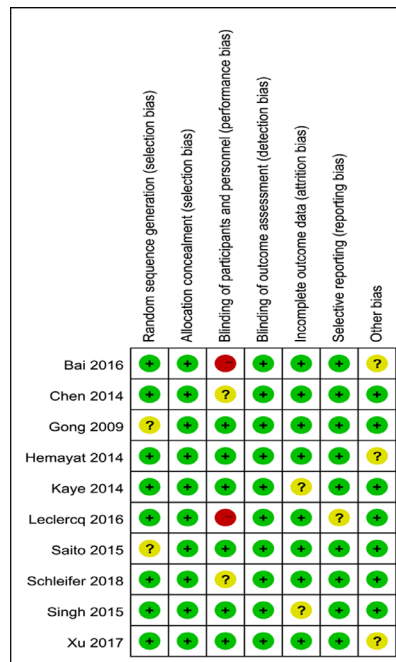 Random sequence generation (selection bias)
Allocation concealment (selection bias)
Blinding of participants and personnel (performance bias)
Blinding of outcome assessment (detection bias)
Incomplete outcome data (attrition bias)
Selective reporting (reporting bias)
Other bias
Bai 2016 + + - + + + ?
Chen 2014 + + ? + + + +
Gong 2009 ? + + + + + +
Hemayat 2014 + + + + + + ?
Kaye 2014 + + + + ? + +
Leclercq 2016 + + - + + ? +
Saito 2015 ? + + + + + +
Schleifer 2018 + + ? + + + +
Singh 2015 + + + + ? + +
Xu 2017 + + + + + + ?